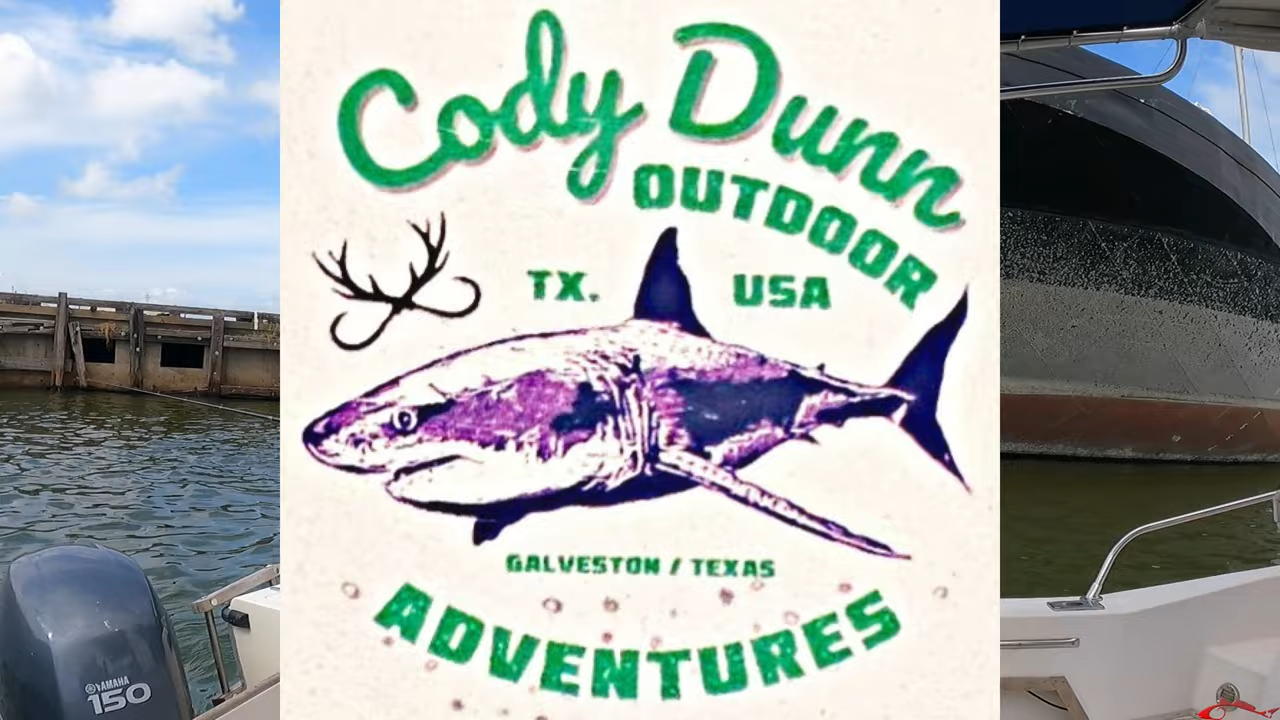 Cody Dunn
OUTDOOR
TX. USA
GALVESTON / TEXAS
ADVENTURES
YAMAHA
150